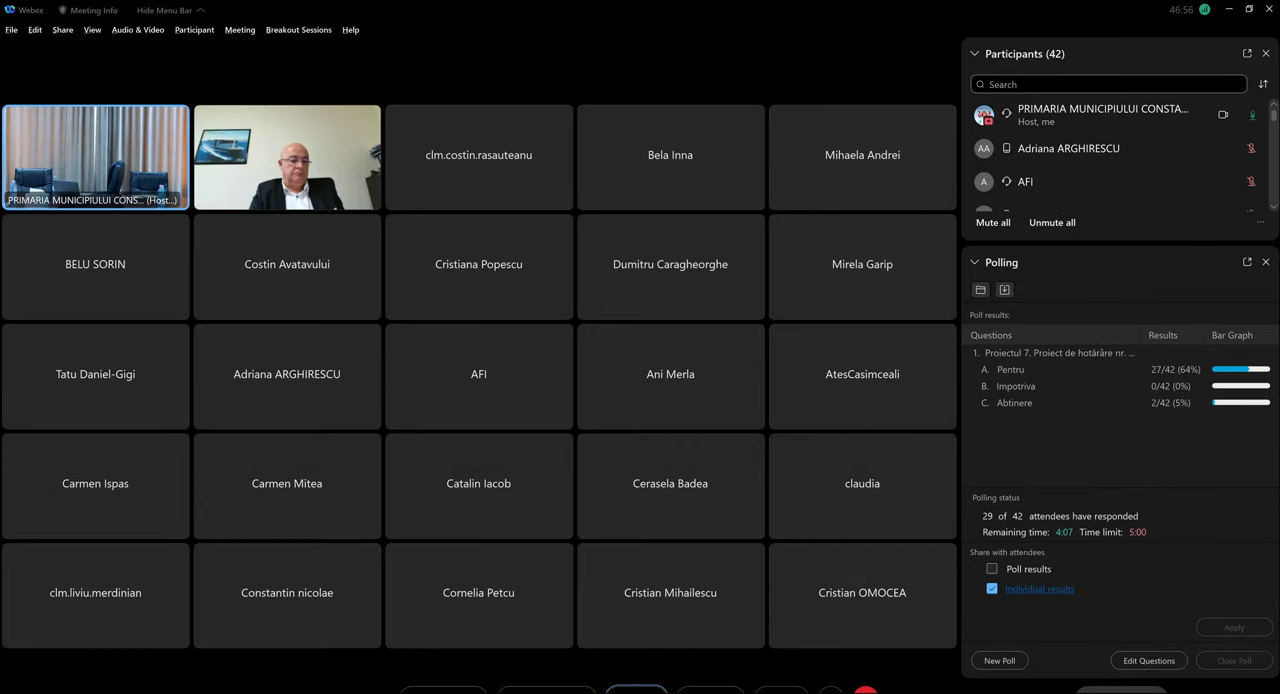 Webex
Meeting Info
Hide Menu Bar
46:56
File
Edit
Share
View
Audio & Video
Participant
Meeting
Breakout Sessions
Help
PRIMARIA MUNICIPIULUI CONS... (Host...)
clm.costin.rasauteanu
Bela Inna
Mihaela Andrei
BELU SORIN
Costin Avatavului
Cristiana Popescu
Dumitru Caragheorghe
Mirela Garip
Tatu Daniel-Gigi
Adriana ARGHIRESCU
AFI
Ani Merla
AtesCasimceali
Carmen Ispas
Carmen Mitea
Catalin Iacob
Cerasela Badea
claudia
clm.liviu.merdinian
Constantin nicolae
Cornelia Petcu
Cristian Mihailescu
Cristian OMOCEA
Participants (42)
Search
PRIMARIA MUNICIPIULUI CONSTA...
Host, me
AA
Adriana ARGHIRESCU
A
AFI
Mute all
Unmute all
...
Polling
Poll results:
Questions
Results
Bar Graph
1. Proiectul 7. Proiect de hotărâre nr. ...
A. Pentru 27/42 (64%)
B. Impotriva 0/42 (0%)
C. Abtinere 2/42 (5%)
Polling status
29 of 42 attendees have responded
Remaining time: 4:07 Time limit: 5:00
Share with attendees
Poll results
Individual results
Apply
New Poll
Edit Questions
Close Poll